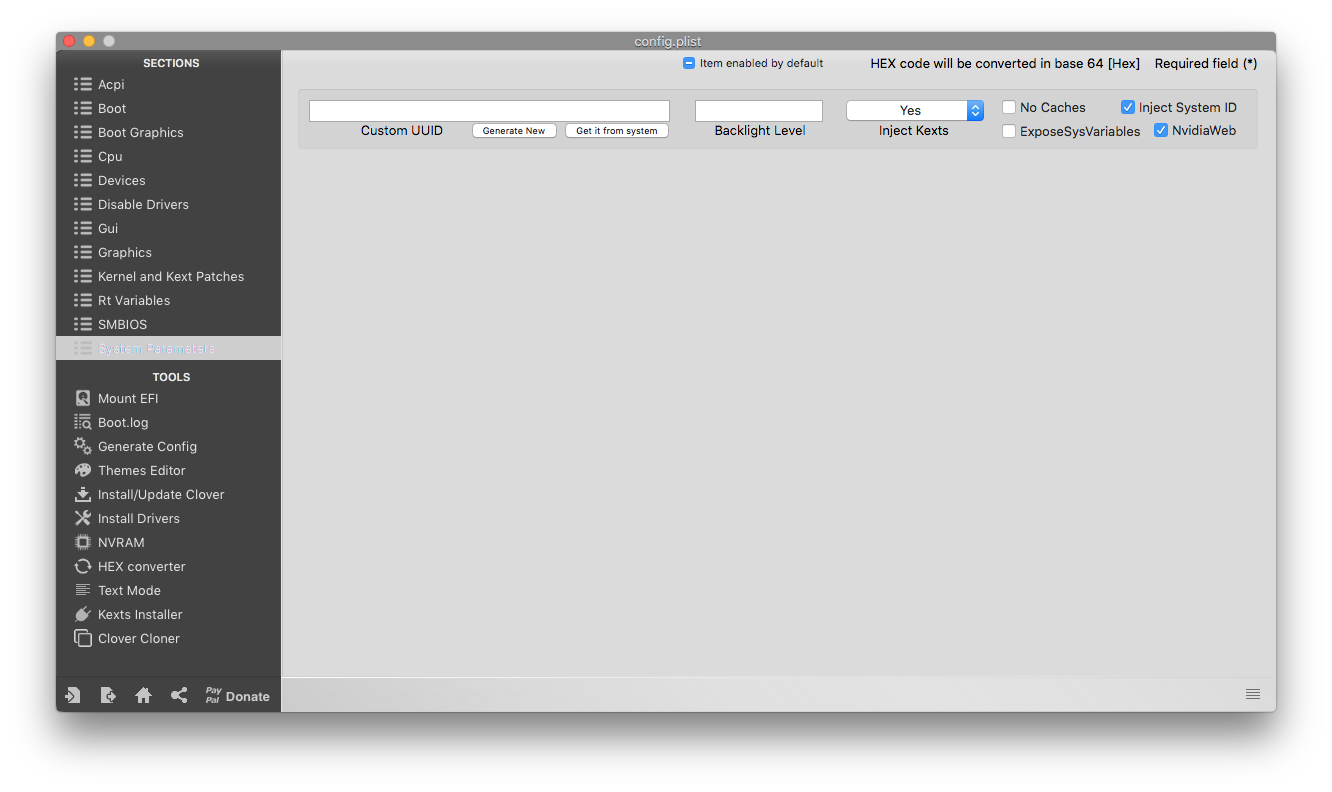 config.plist
SECTIONS
Acpi
Boot
Boot Graphics
Cpu
Devices
Disable Drivers
Gui
Graphics
Kernel and Kext Patches
Rt Variables
SMBIOS
System Parameters
TOOLS
Mount EFI
Boot.log
Generate Config
Themes Editor
Install/Update Clover
Install Drivers
NVRAM
HEX converter
Text Mode
Kexts Installer
Clover Cloner
Pay
Pal Donate
Item enabled by default HEX code will be converted in base 64 [Hex] Required field (*)
Yes No Caches Inject System ID
Custom UUID Generate New Get it from system Backlight Level Inject Kexts ExposeSysVariables NvidiaWeb